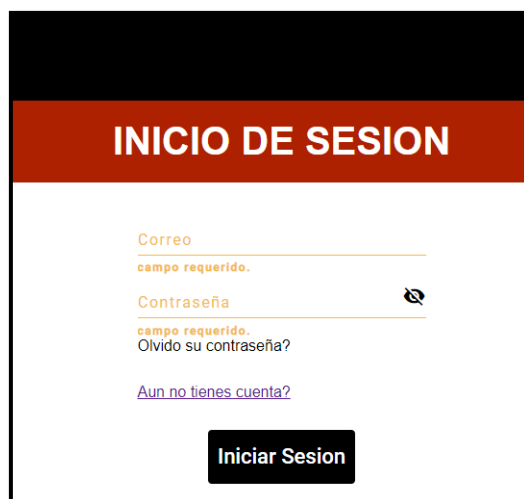 INICIO DE SESION
Correo
campo requerido.
Contraseña
campo requerido.
Olvido su contraseña?
Aun no tienes cuenta?
Iniciar Sesion